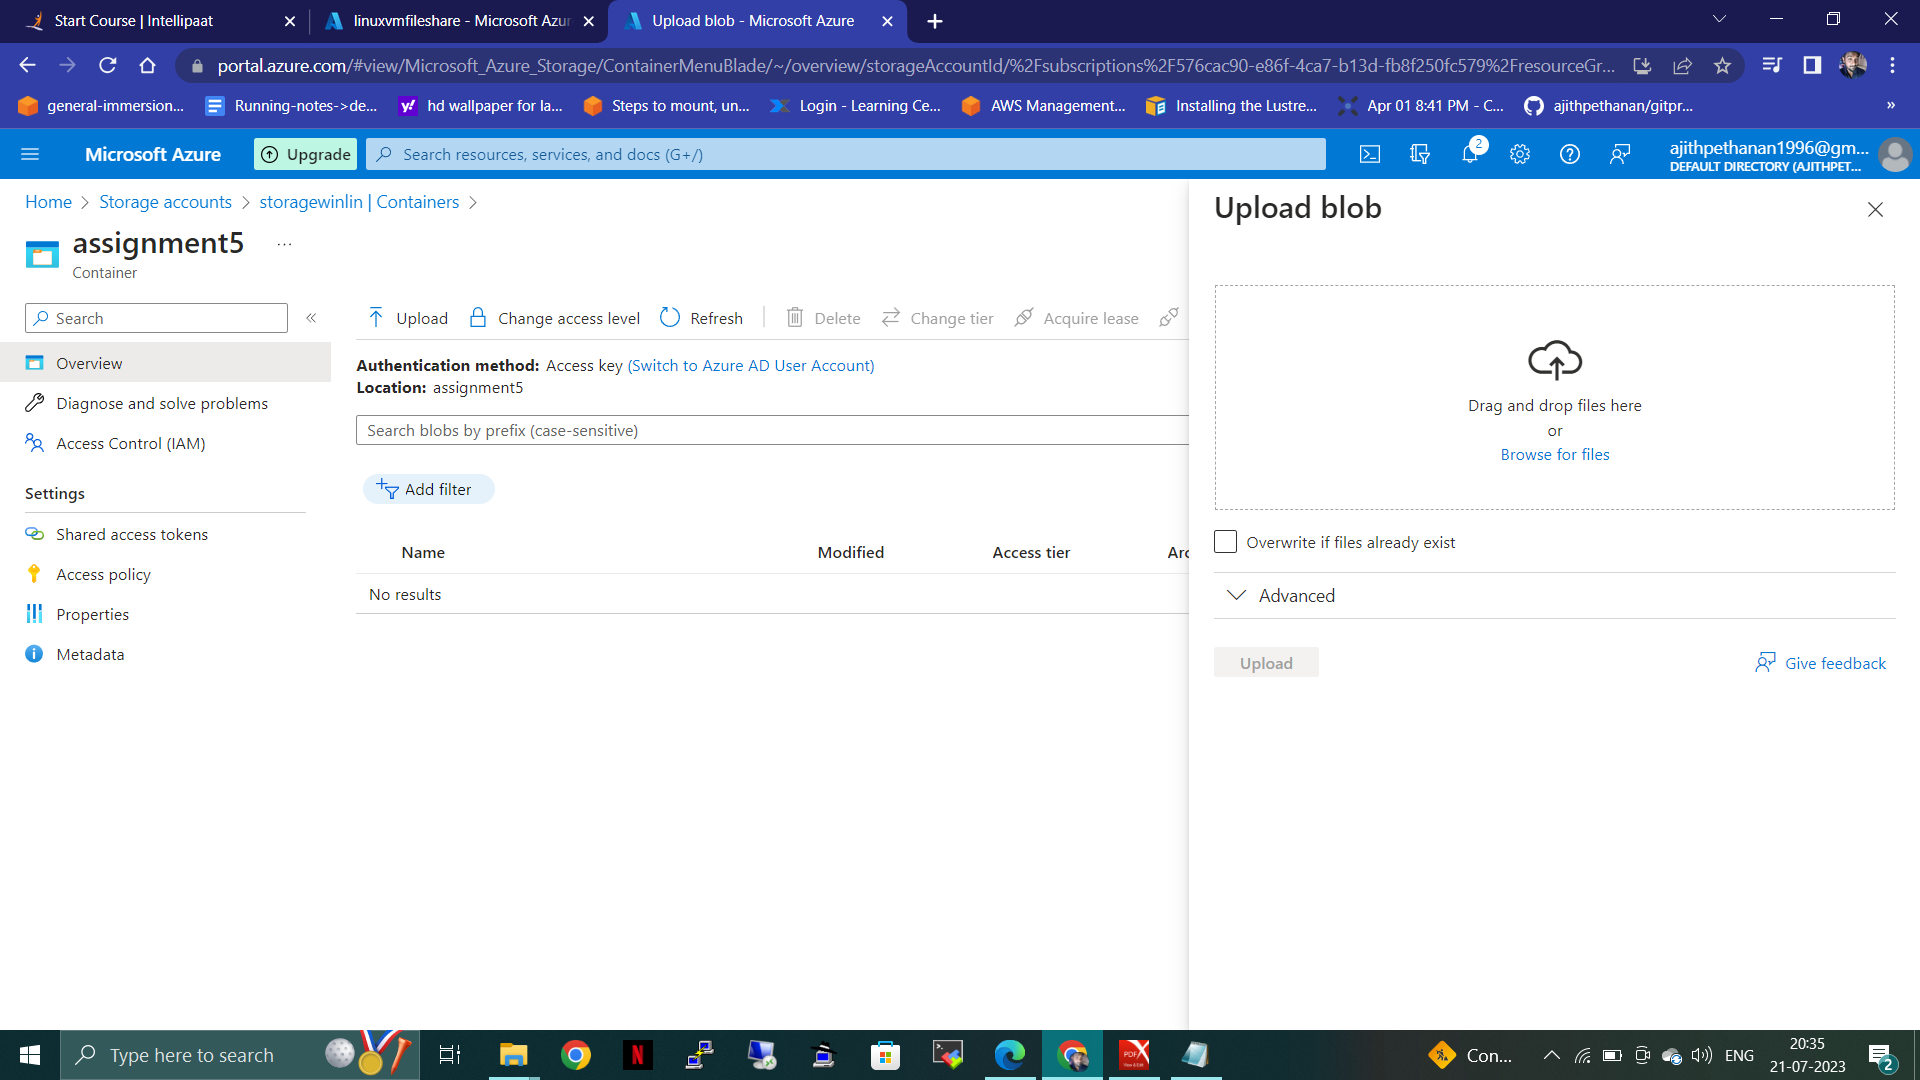 Start Course | Intellipaat
linuxvmfileshare - Microsoft Azur
Upload blob - Microsoft Azure
portal.azure.com/#view/Microsoft_Azure_Storage/ContainerMenuBlade/~/overview/storageAccountId/%2Fsubscriptions%2F576cac90-e86f-4ca7-b13d-fb8f250fc579%2FresourceGr...
general-immersion...
Running-notes->de...
hd wallpaper for la...
Steps to mount, un...
Login - Learning Ce...
AWS Management...
Installing the Lustre...
Apr 01 8:41 PM - C...
ajithpethanan/gitpr...
»
Microsoft Azure
Upgrade
Search resources, services, and docs (G+/)
2
ajithpethanan1996@gm...
DEFAULT DIRECTORY (AJITHPET...
Home > Storage accounts > storagewinlin | Containers >
assignment5
...
Container
Search
«
Overview
Diagnose and solve problems
Access Control (IAM)
Settings
Shared access tokens
Access policy
Properties
Metadata
Upload
Change access level
Refresh
Delete
Change tier
Acquire lease
Authentication method: Access key (Switch to Azure AD User Account)
Location: assignment5
Search blobs by prefix (case-sensitive)
Add filter
Name
Modified
Access tier
Arc
No results
Upload blob
Drag and drop files here
or
Browse for files
Overwrite if files already exist
Advanced
Upload
Give feedback
Type here to search
Con...
ENG
20:35
21-07-2023
2